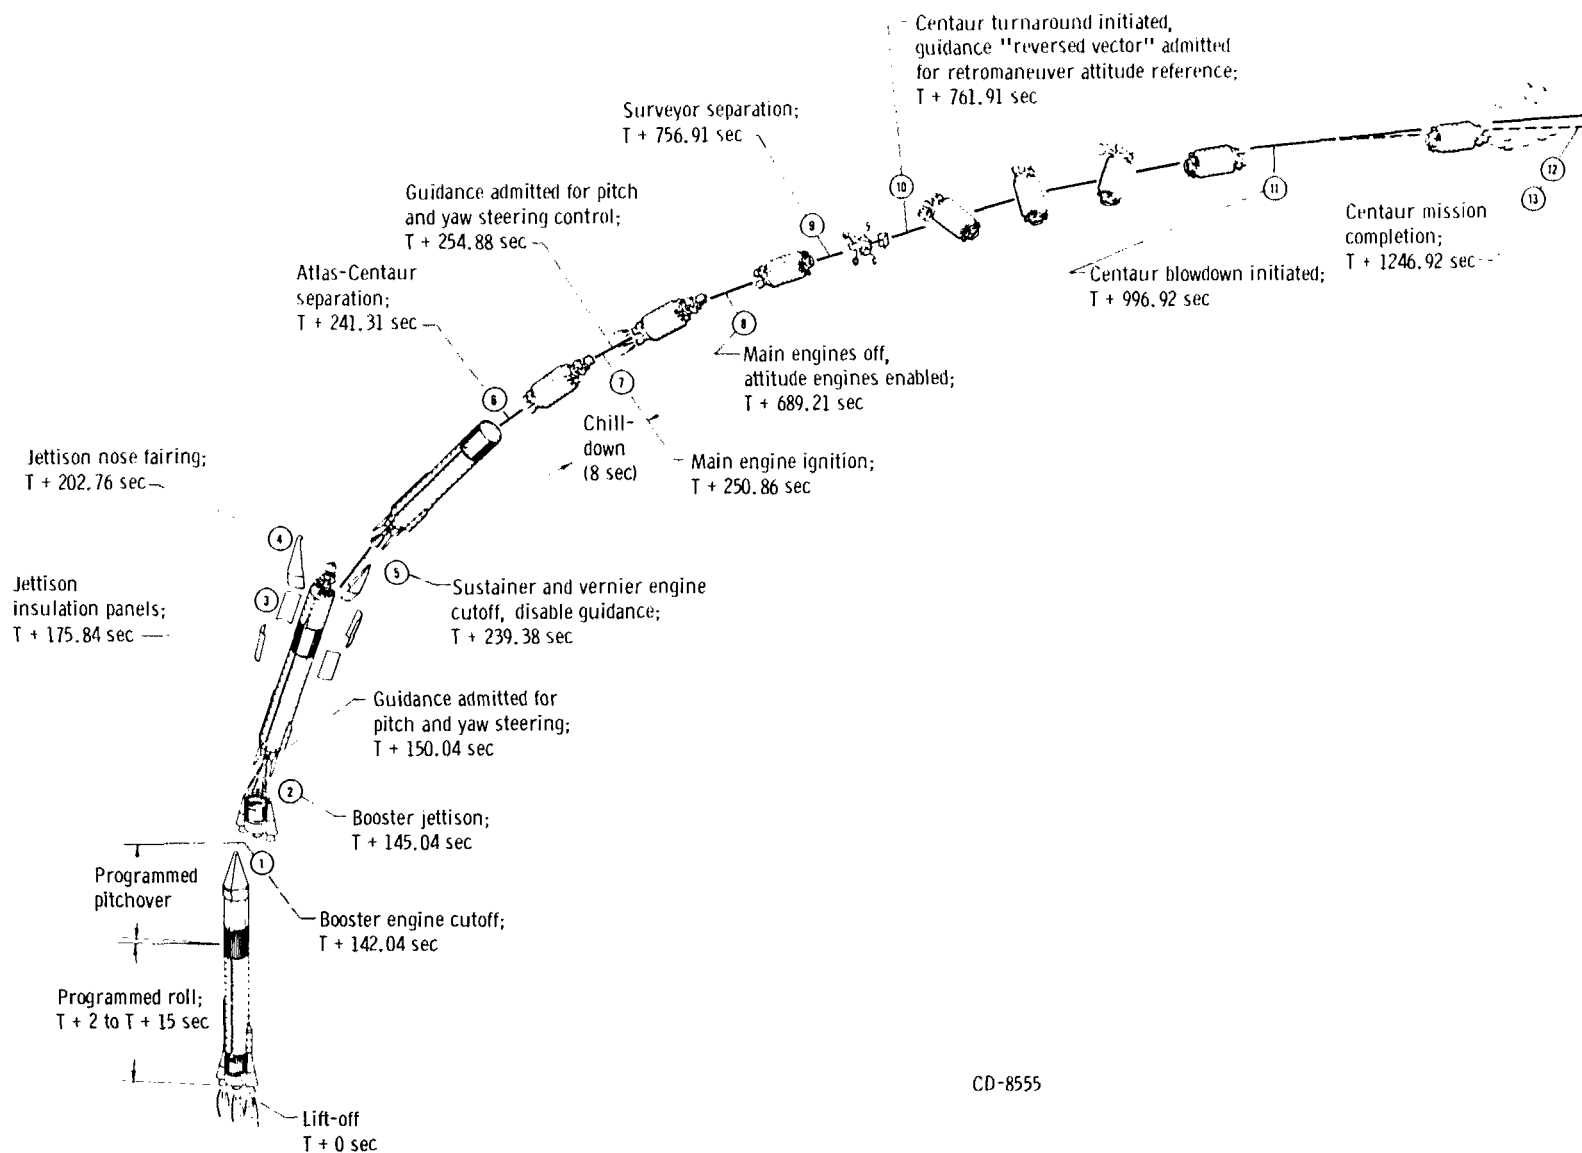 Centaur turnaround initiated,
guidance "reversed vector" admitted
for retromaneuver attitude reference;
T + 761.91 sec
Surveyor separation;
T + 756.91 sec
Guidance admitted for pitch
and yaw steering control;
T + 254.88 sec
Atlas-Centaur
separation;
T + 241.31 sec
10
9
8
7
6
11
12
13
Centaur mission
completion;
T + 1246.92 sec
Centaur blowdown initiated;
T + 996.92 sec
Main engines off,
attitude engines enabled;
T + 689.21 sec
Chill-
down
(8 sec)
Main engine ignition;
T + 250.86 sec
Jettison nose fairing;
T + 202.76 sec
4
3
5
Jettison
insulation panels;
T + 175.84 sec
Sustainer and vernier engine
cutoff, disable guidance;
T + 239.38 sec
Guidance admitted for
pitch and yaw steering;
T + 150.04 sec
2
Booster jettison;
T + 145.04 sec
1
Programmed
pitchover
Booster engine cutoff;
T + 142.04 sec
Programmed roll;
T + 2 to T + 15 sec
CD-8555
Lift-off
T + 0 sec